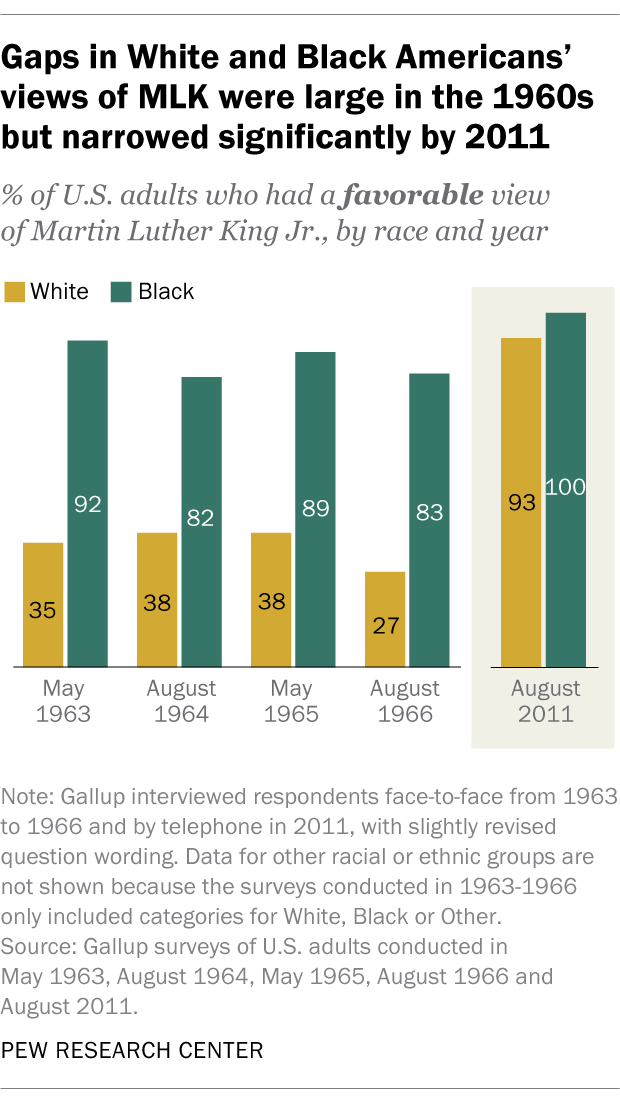 Gaps in White and Black Americans’
views of MLK were large in the 1960s
but narrowed significantly by 2011
% of U.S. adults who had a favorable view
of Martin Luther King Jr., by race and year
White Black
92 82 89 83 93 100
35 38 38 27
May August May August August
1963 1964 1965 1966 2011
Note: Gallup interviewed respondents face-to-face from 1963
to 1966 and by telephone in 2011, with slightly revised
question wording. Data for other racial or ethnic groups are
not shown because the surveys conducted in 1963-1966
only included categories for White, Black or Other.
Source: Gallup surveys of U.S. adults conducted in
May 1963, August 1964, May 1965, August 1966 and
August 2011.
PEW RESEARCH CENTER